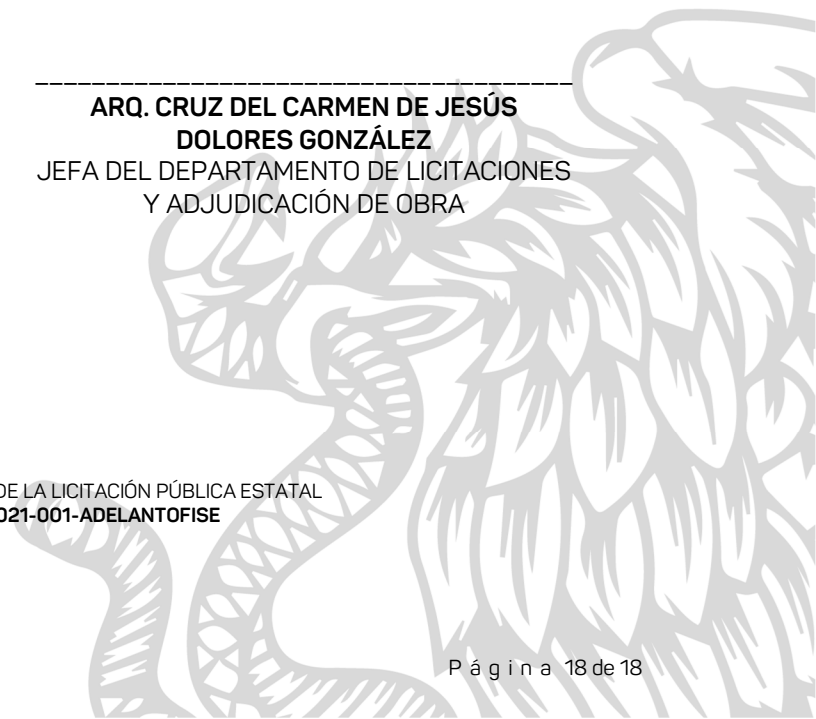 ________________________________________
ARQ. CRUZ DEL CARMEN DE JESÚS
DOLORES GONZÁLEZ
JEFA DEL DEPARTAMENTO DE LICITACIONES
Y ADJUDICACIÓN DE OBRA
DE LA LICITACIÓN PÚBLICA ESTATAL
021-001-ADELANTOFISE
P á g i n a 18 de 18